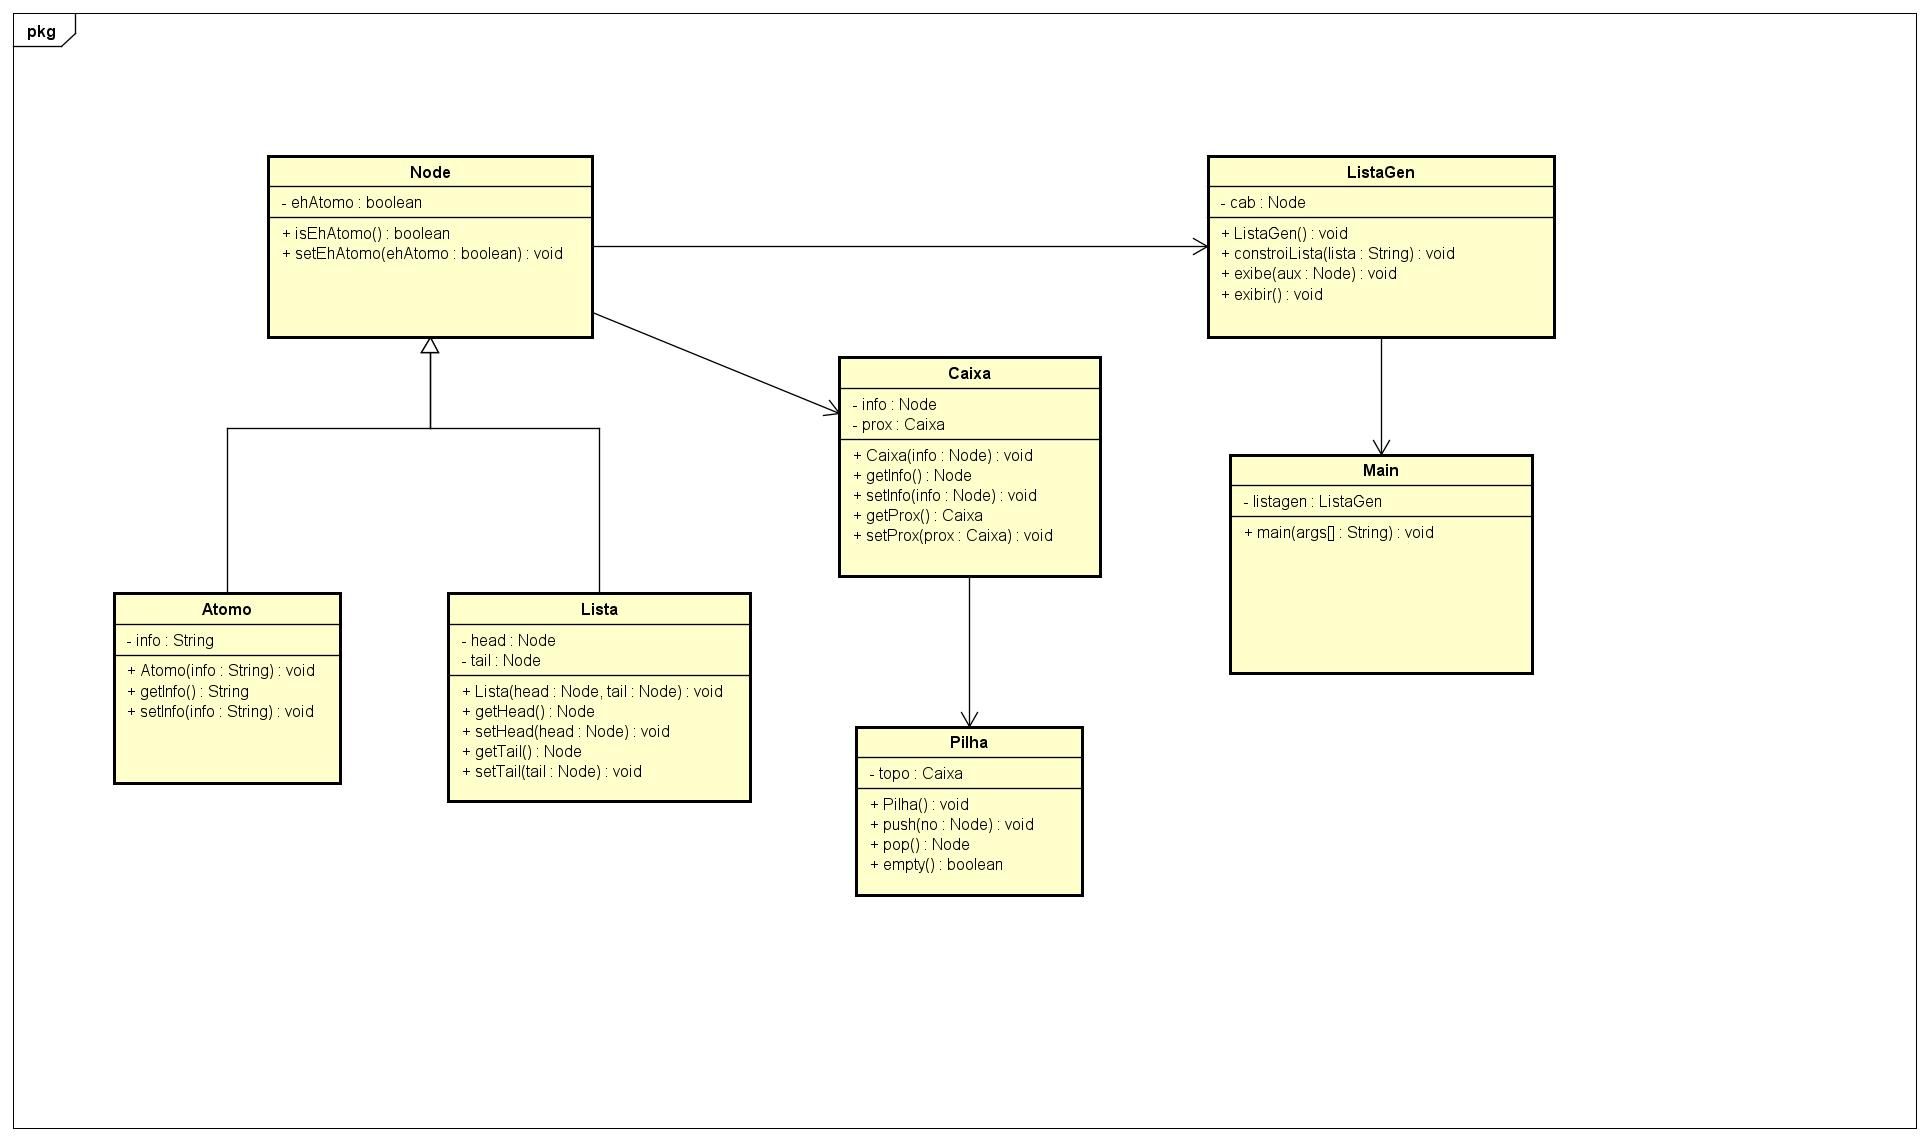 pkg
Node
- ehAtomo : boolean
+ isEhAtomo() : boolean
+ setEhAtomo(ehAtomo : boolean) : void
ListaGen
- cab : Node
+ ListaGen() : void
+ constroiLista(lista : String) : void
+ exibe(aux : Node) : void
+ exibir() : void
Caixa
- info : Node
- prox : Caixa
+ Caixa(info : Node) : void
+ getInfo() : Node
+ setInfo(info : Node) : void
+ getProx() : Caixa
+ setProx(prox : Caixa) : void
Main
- listagen : ListaGen
+ main(args[] : String) : void
Atomo
- info : String
+ Atomo(info : String) : void
+ getInfo() : String
+ setInfo(info : String) : void
Lista
- head : Node
- tail : Node
+ Lista(head : Node, tail : Node) : void
+ getHead() : Node
+ setHead(head : Node) : void
+ getTail() : Node
+ setTail(tail : Node) : void
Pilha
- topo : Caixa
+ Pilha() : void
+ push(no : Node) : void
+ pop() : Node
+ empty() : boolean